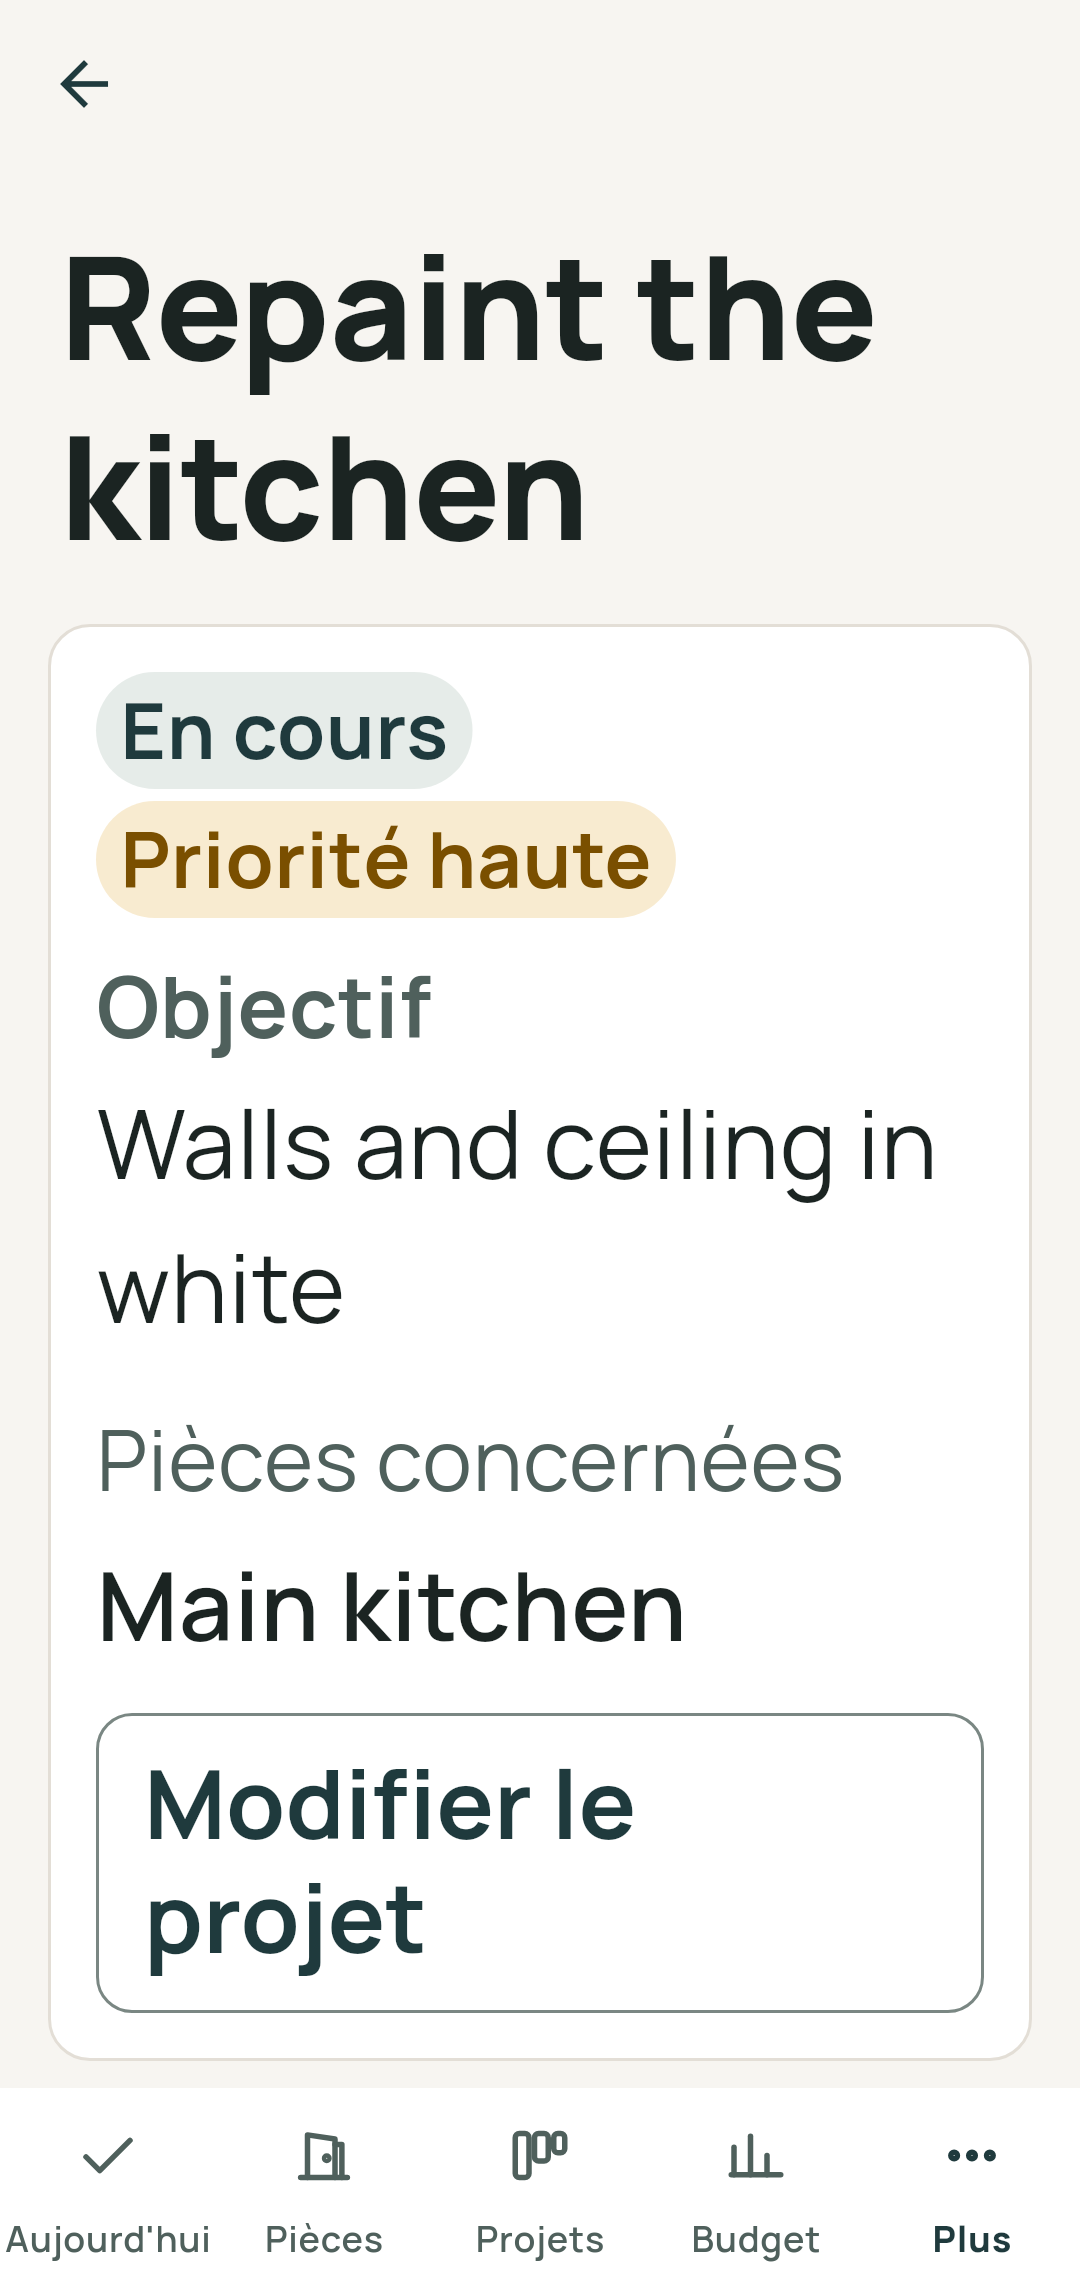 Repaint the
kitchen
En cours
Priorité haute
Objectif
Walls and ceiling in
white
Pièces concernées
Main kitchen
Modifier le
projet
Aujourd'hui
Pièces
Projets
Budget
Plus